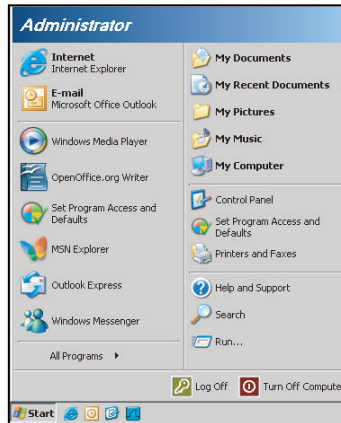 Administrator
Internet
Internet Explorer
E-mail
Microsoft Office Outlook
Windows Media Player
OpenOffice.org Writer
Set Program Access and
Defaults
MSN Explorer
Outlook Express
Windows Messenger
All Programs
My Documents
My Recent Documents
My Pictures
My Music
My Computer
Control Panel
Set Program Access and
Defaults
Printers and Faxes
Help and Support
Search
Run...
Log Off
Turn Off Compute
Start